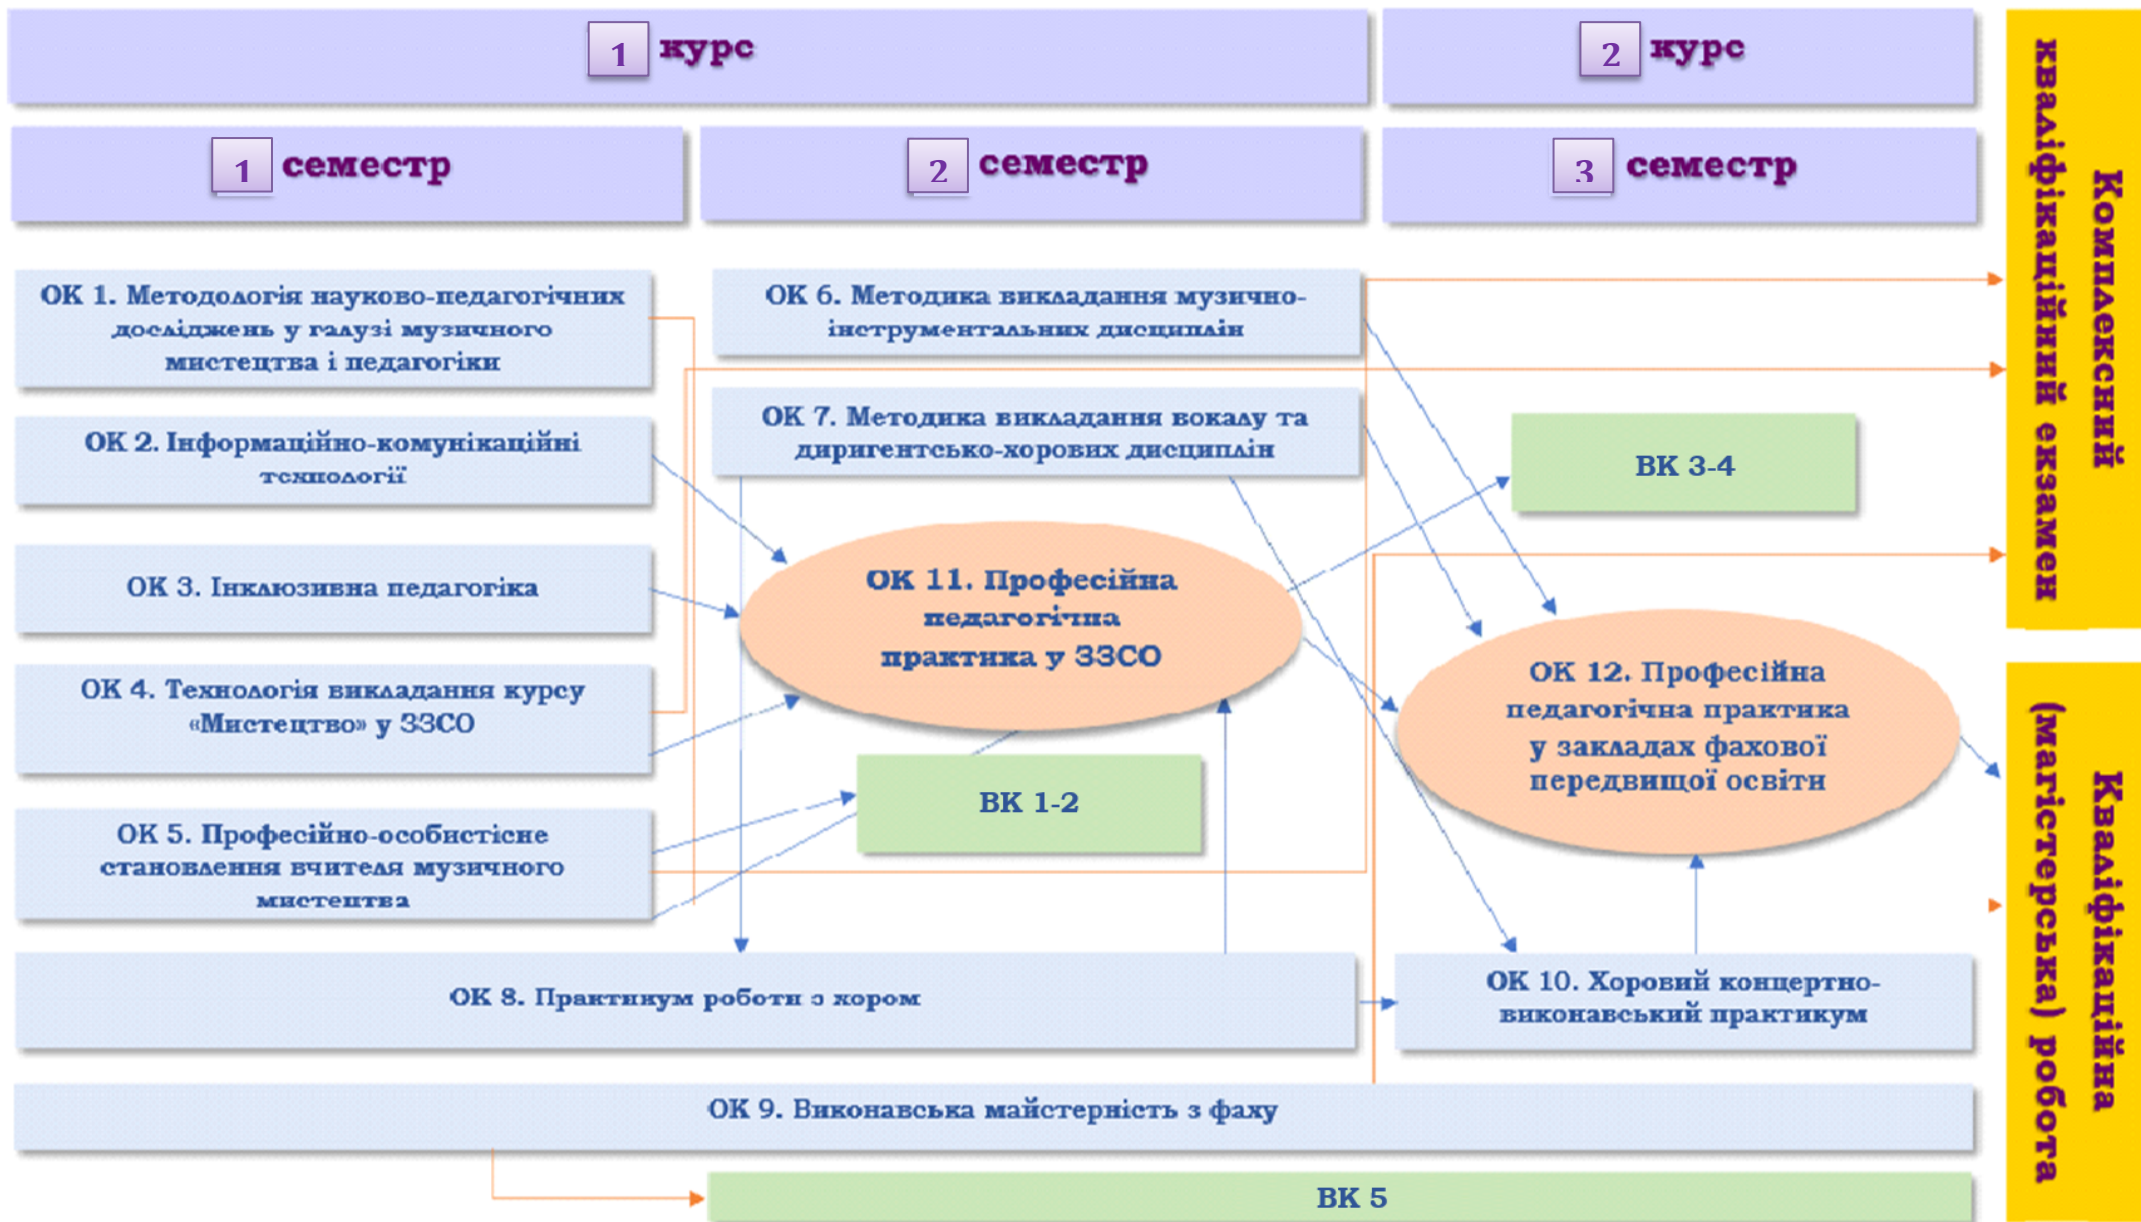 1 курс
2 курс
1 семестр
2 семестр
3 семестр
ОК 1. Методологія науково-педагогічних
досліджень у галузі музичного
мистецтва і педагогіки
ОК 2. Інформаційно-комунікаційні
технології
ОК 3. Інклюзивна педагогіка
ОК 4. Технологія викладання курсу
«Мистецтво» у ЗЗСО
ОК 5. Професійно-особистісне
становлення вчителя музичного
мистецтва
ОК 6. Методика викладання музично-
інструментальних дисциплін
ОК 7. Методика викладання вокалу та
диригентсько-хорових дисциплін
ОК 11. Професійна
педагогічна
практика у ЗЗСО
ВК 1-2
ВК 3-4
ОК 12. Професійна
педагогічна практика
у закладах фахової
передвищої освіти
ОК 8. Практикум роботи з хором
ОК 10. Хоровий концертно-
виконавський практикум
ОК 9. Виконавська майстерність з фаху
ВК 5
Комплексний
кваліфікаційний екзамен
Кваліфікаційна
(магістерська) робота